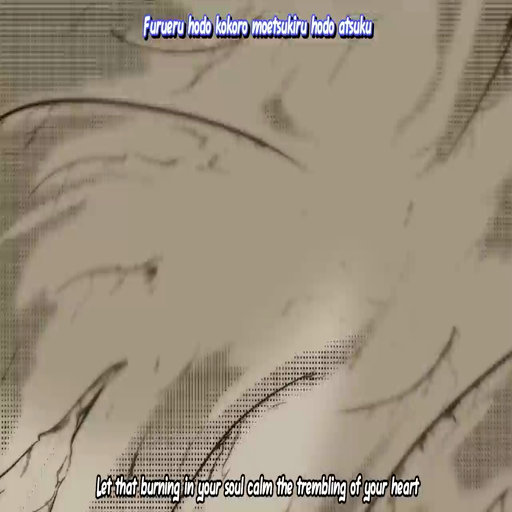 Furueru hodo kokoro moetsukiru hodo atsuku
Let that burning in your soul calm the trembling of your heart